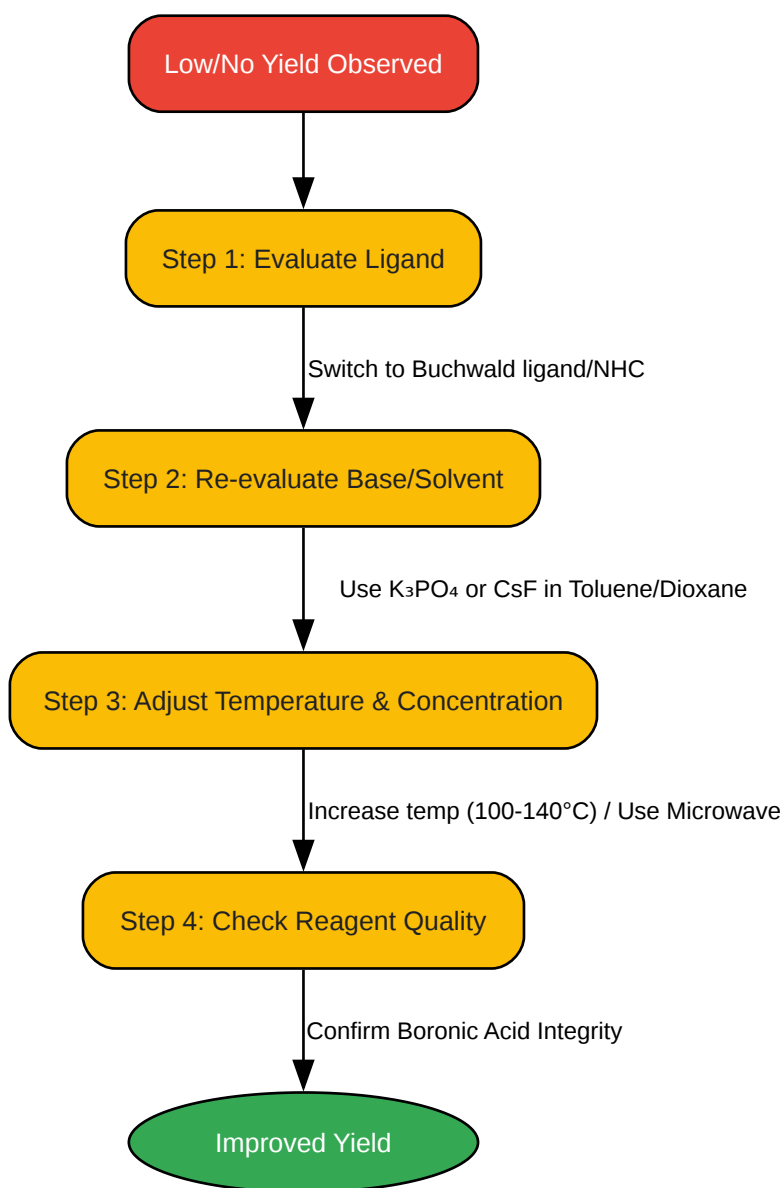 Low/No Yield Observed
Step 1: Evaluate Ligand
Switch to Buchwald ligand/NHC
Step 2: Re-evaluate Base/Solvent
Use K₃PO₄ or CsF in Toluene/Dioxane
Step 3: Adjust Temperature & Concentration
Increase temp (100-140°C) / Use Microwave
Step 4: Check Reagent Quality
Confirm Boronic Acid Integrity
Improved Yield